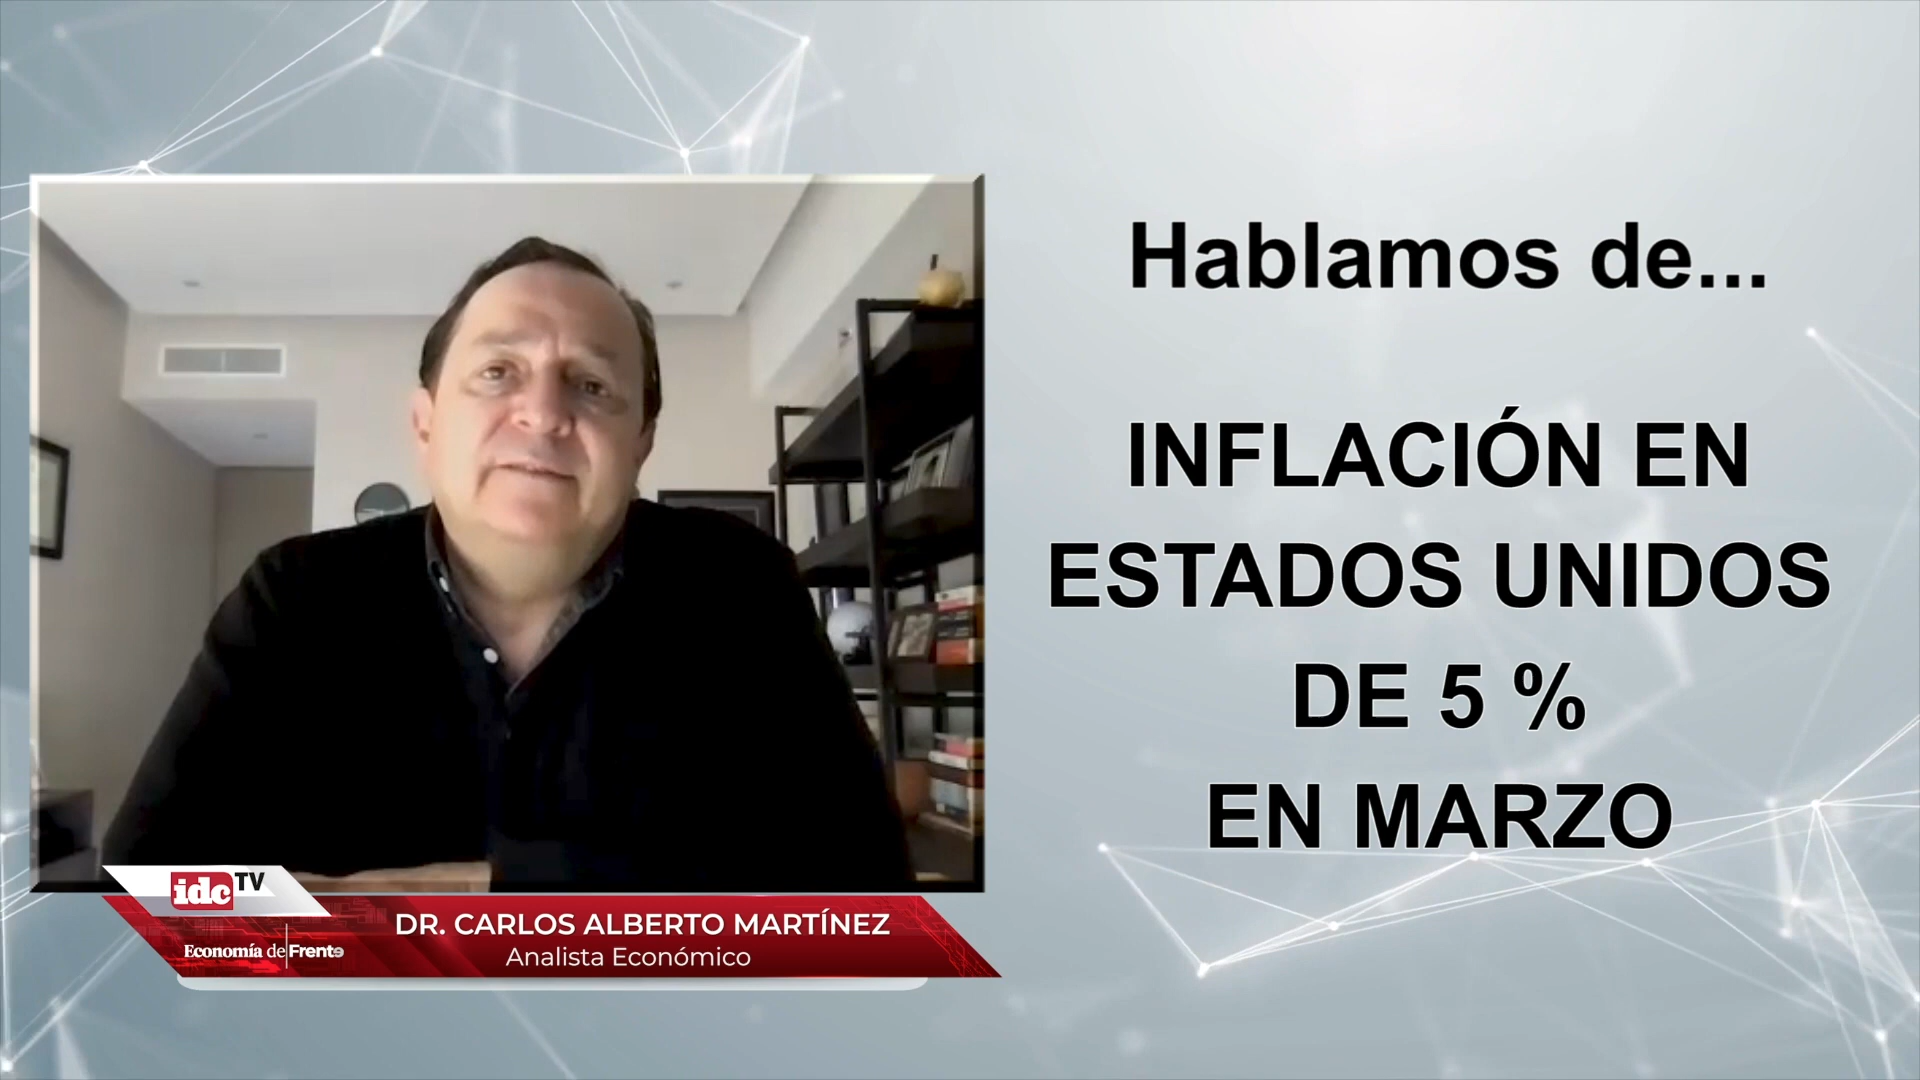 Hablamos de...
INFLACIÓN EN
ESTADOS UNIDOS
DE 5 %
EN MARZO
idc TV
Economía de Frente
DR. CARLOS ALBERTO MARTÍNEZ
Analista Económico